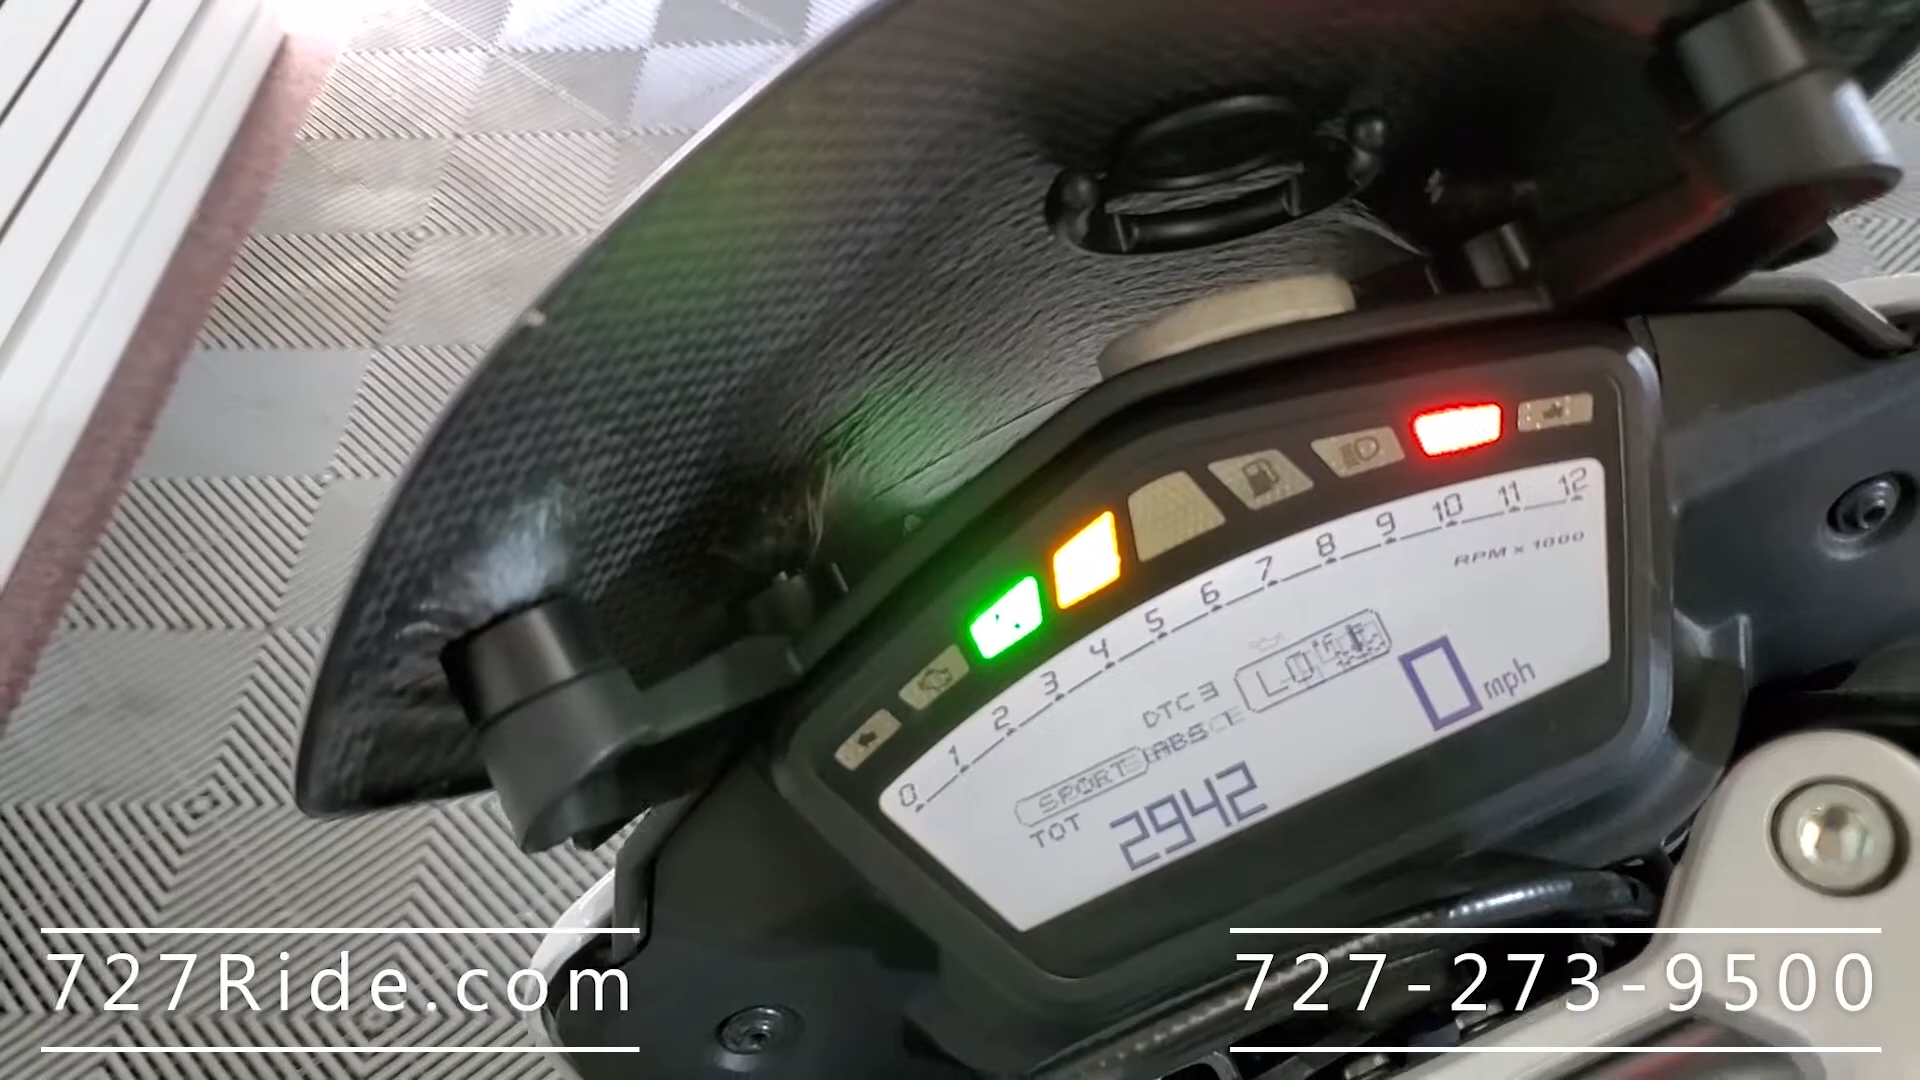 0 1 2 3 4 5 6 7 8 9 10 11 12
RPM x 1000
DTC 3
SPORT ABS
TOT 2942
0 mph
727Ride.com
727-273-9500